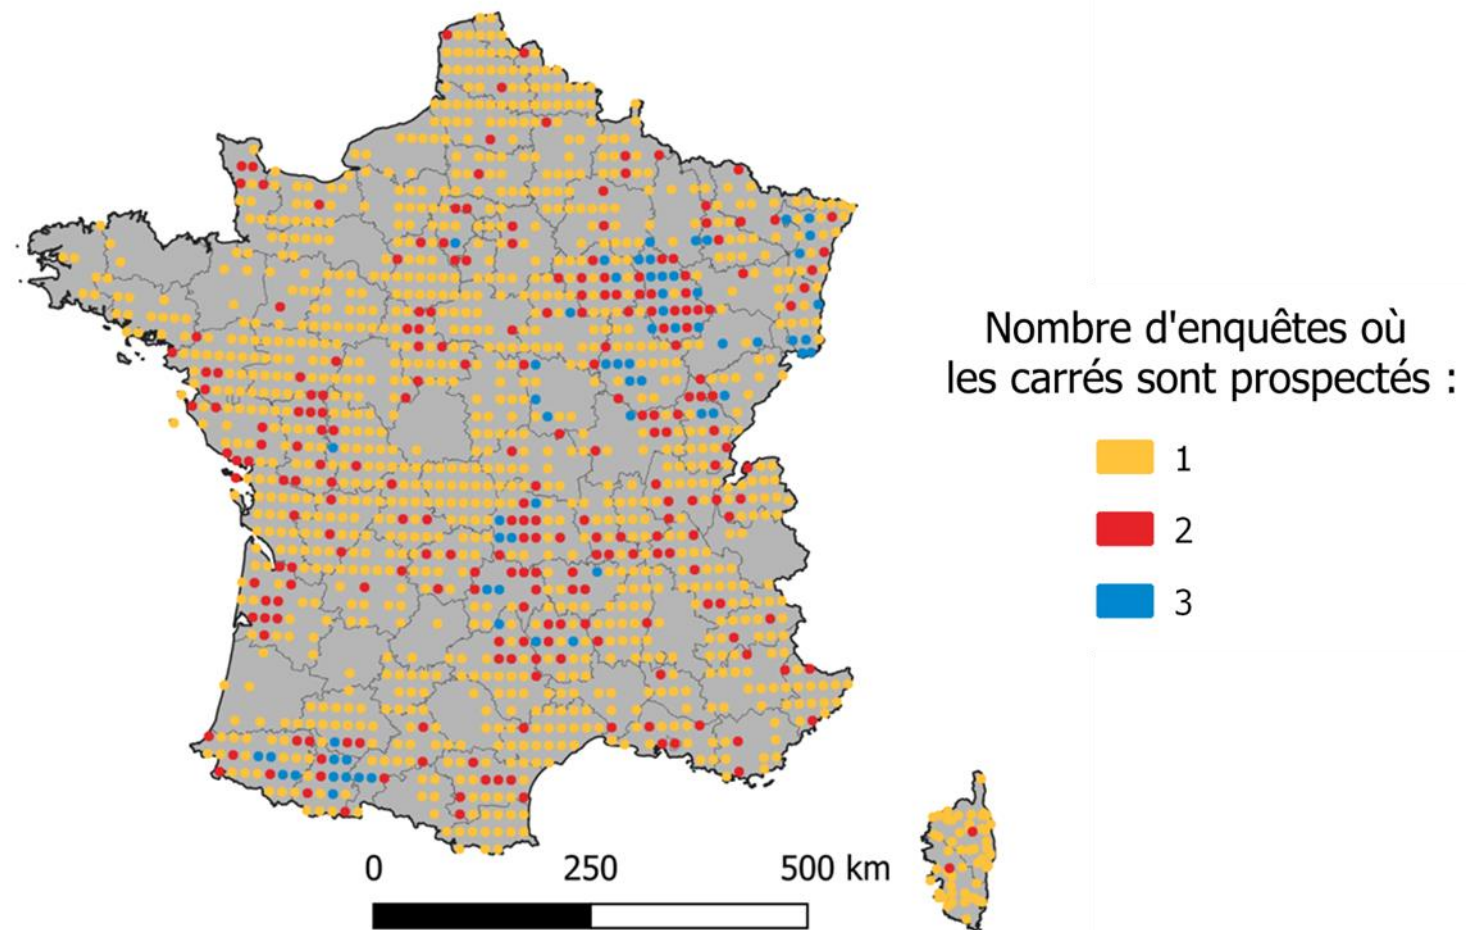 Nombre d'enquêtes où
les carrés sont prospectés :
1
2
3
0 250 500 km